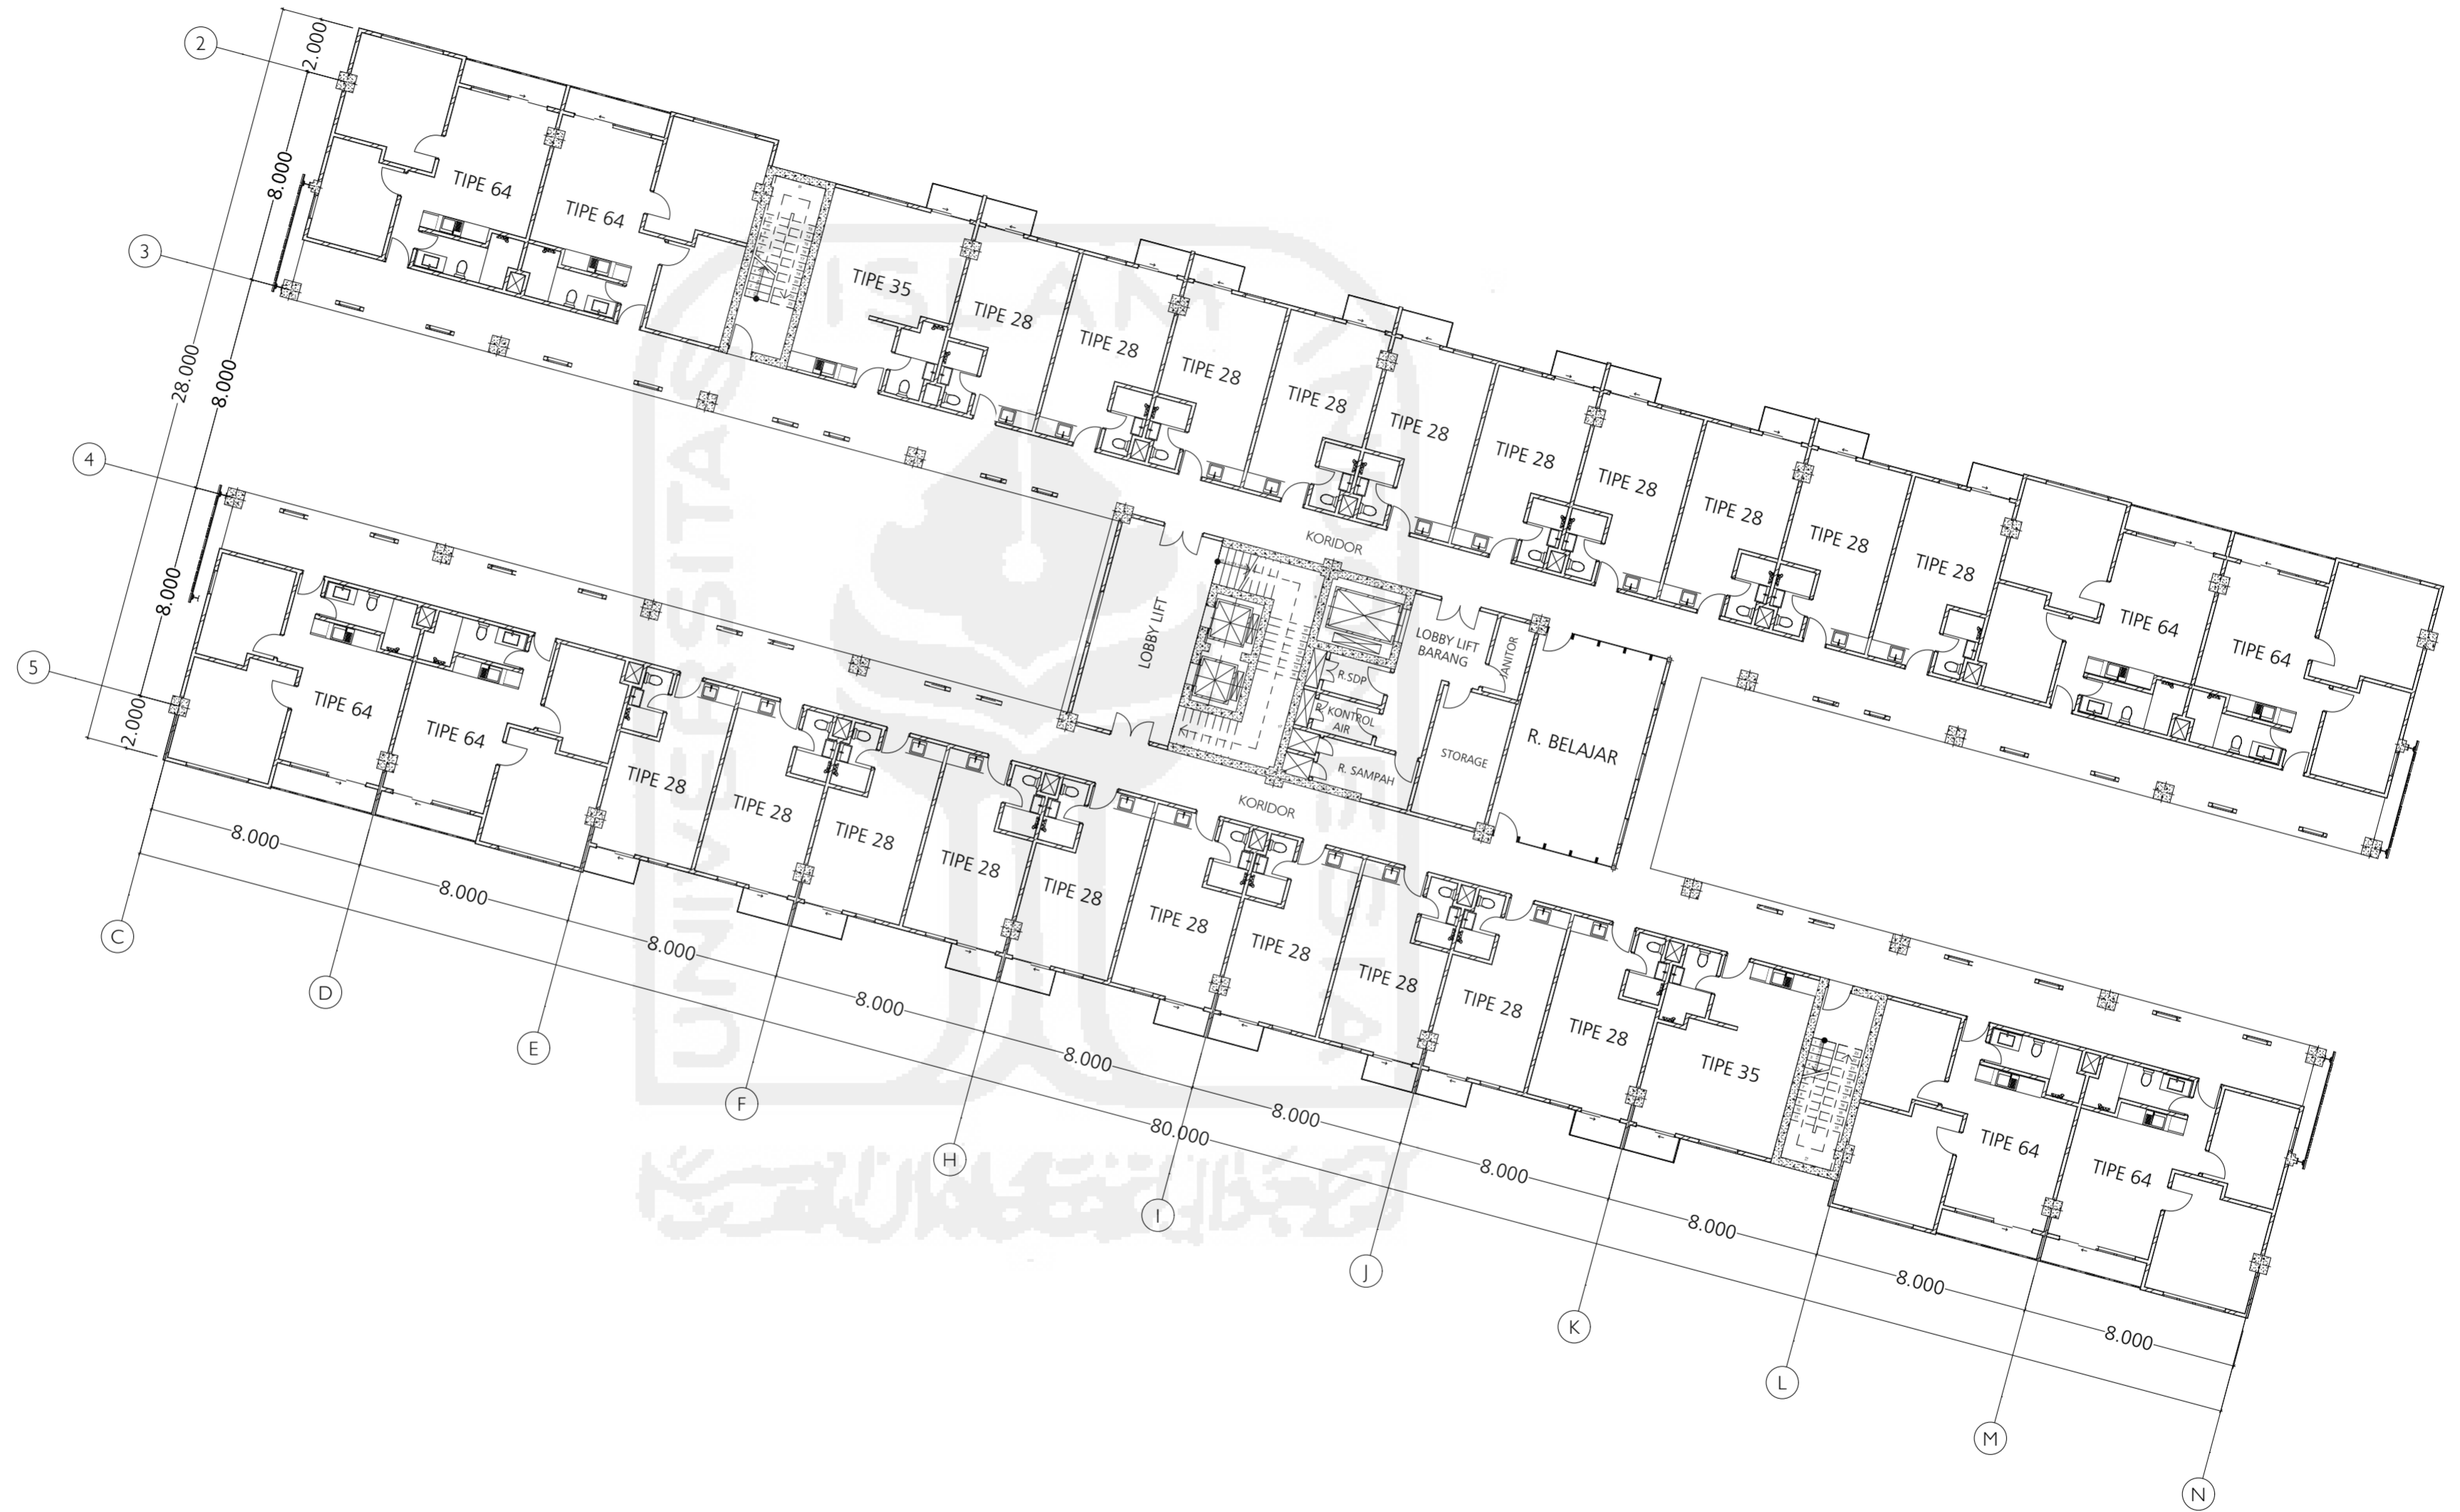 2
3
4
5
2.000
8.000
8.000
28.000
8.000
2.000
TIPE 64
TIPE 64
TIPE 35
TIPE 28
TIPE 28
TIPE 28
TIPE 28
TIPE 28
TIPE 28
TIPE 28
TIPE 28
TIPE 28
TIPE 28
TIPE 64
TIPE 64
KORIDOR
LOBBY LIFT
LOBBY LIFT
BARANG
JANITOR
R.SDP
R. KONTROL
AIR
R. SAMPAH
STORAGE
R. BELAJAR
KORIDOR
TIPE 64
TIPE 64
TIPE 28
TIPE 28
TIPE 28
TIPE 28
TIPE 28
TIPE 28
TIPE 28
TIPE 28
TIPE 28
TIPE 28
TIPE 35
TIPE 64
TIPE 64
8.000
8.000
8.000
8.000
8.000
8.000
8.000
8.000
8.000
8.000
80.000
C
D
E
F
H
I
J
K
L
M
N
UNIVERSITAS
ISLAM
INDONESIA